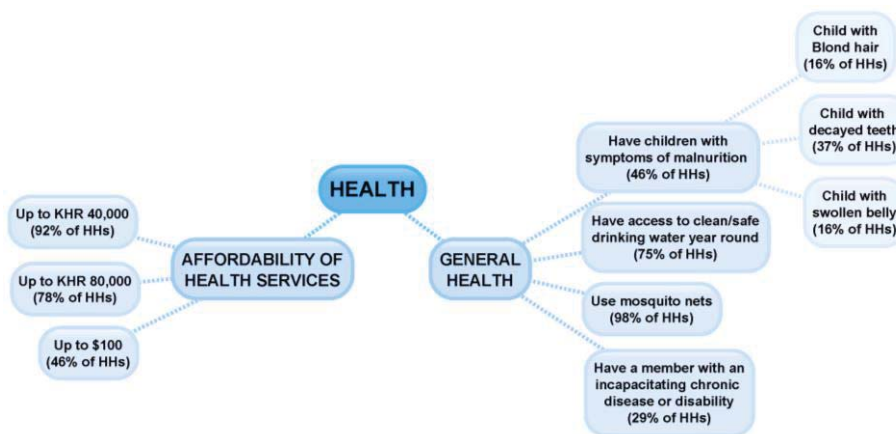 HEALTH
AFFORDABILITY OF
HEALTH SERVICES
Up to KHR 40,000
(92% of HHs)
Up to KHR 80,000
(78% of HHs)
Up to $100
(46% of HHs)
GENERAL
HEALTH
Have children with
symptoms of malnurition
(46% of HHs)
Child with
Blond hair
(16% of HHs)
Child with
decayed teeth
(37% of HHs)
Child with
swollen belly
(16% of HHs)
Have access to clean/safe
drinking water year round
(75% of HHs)
Use mosquito nets
(98% of HHs)
Have a member with an
incapacitating chronic
disease or disability
(29% of HHs)